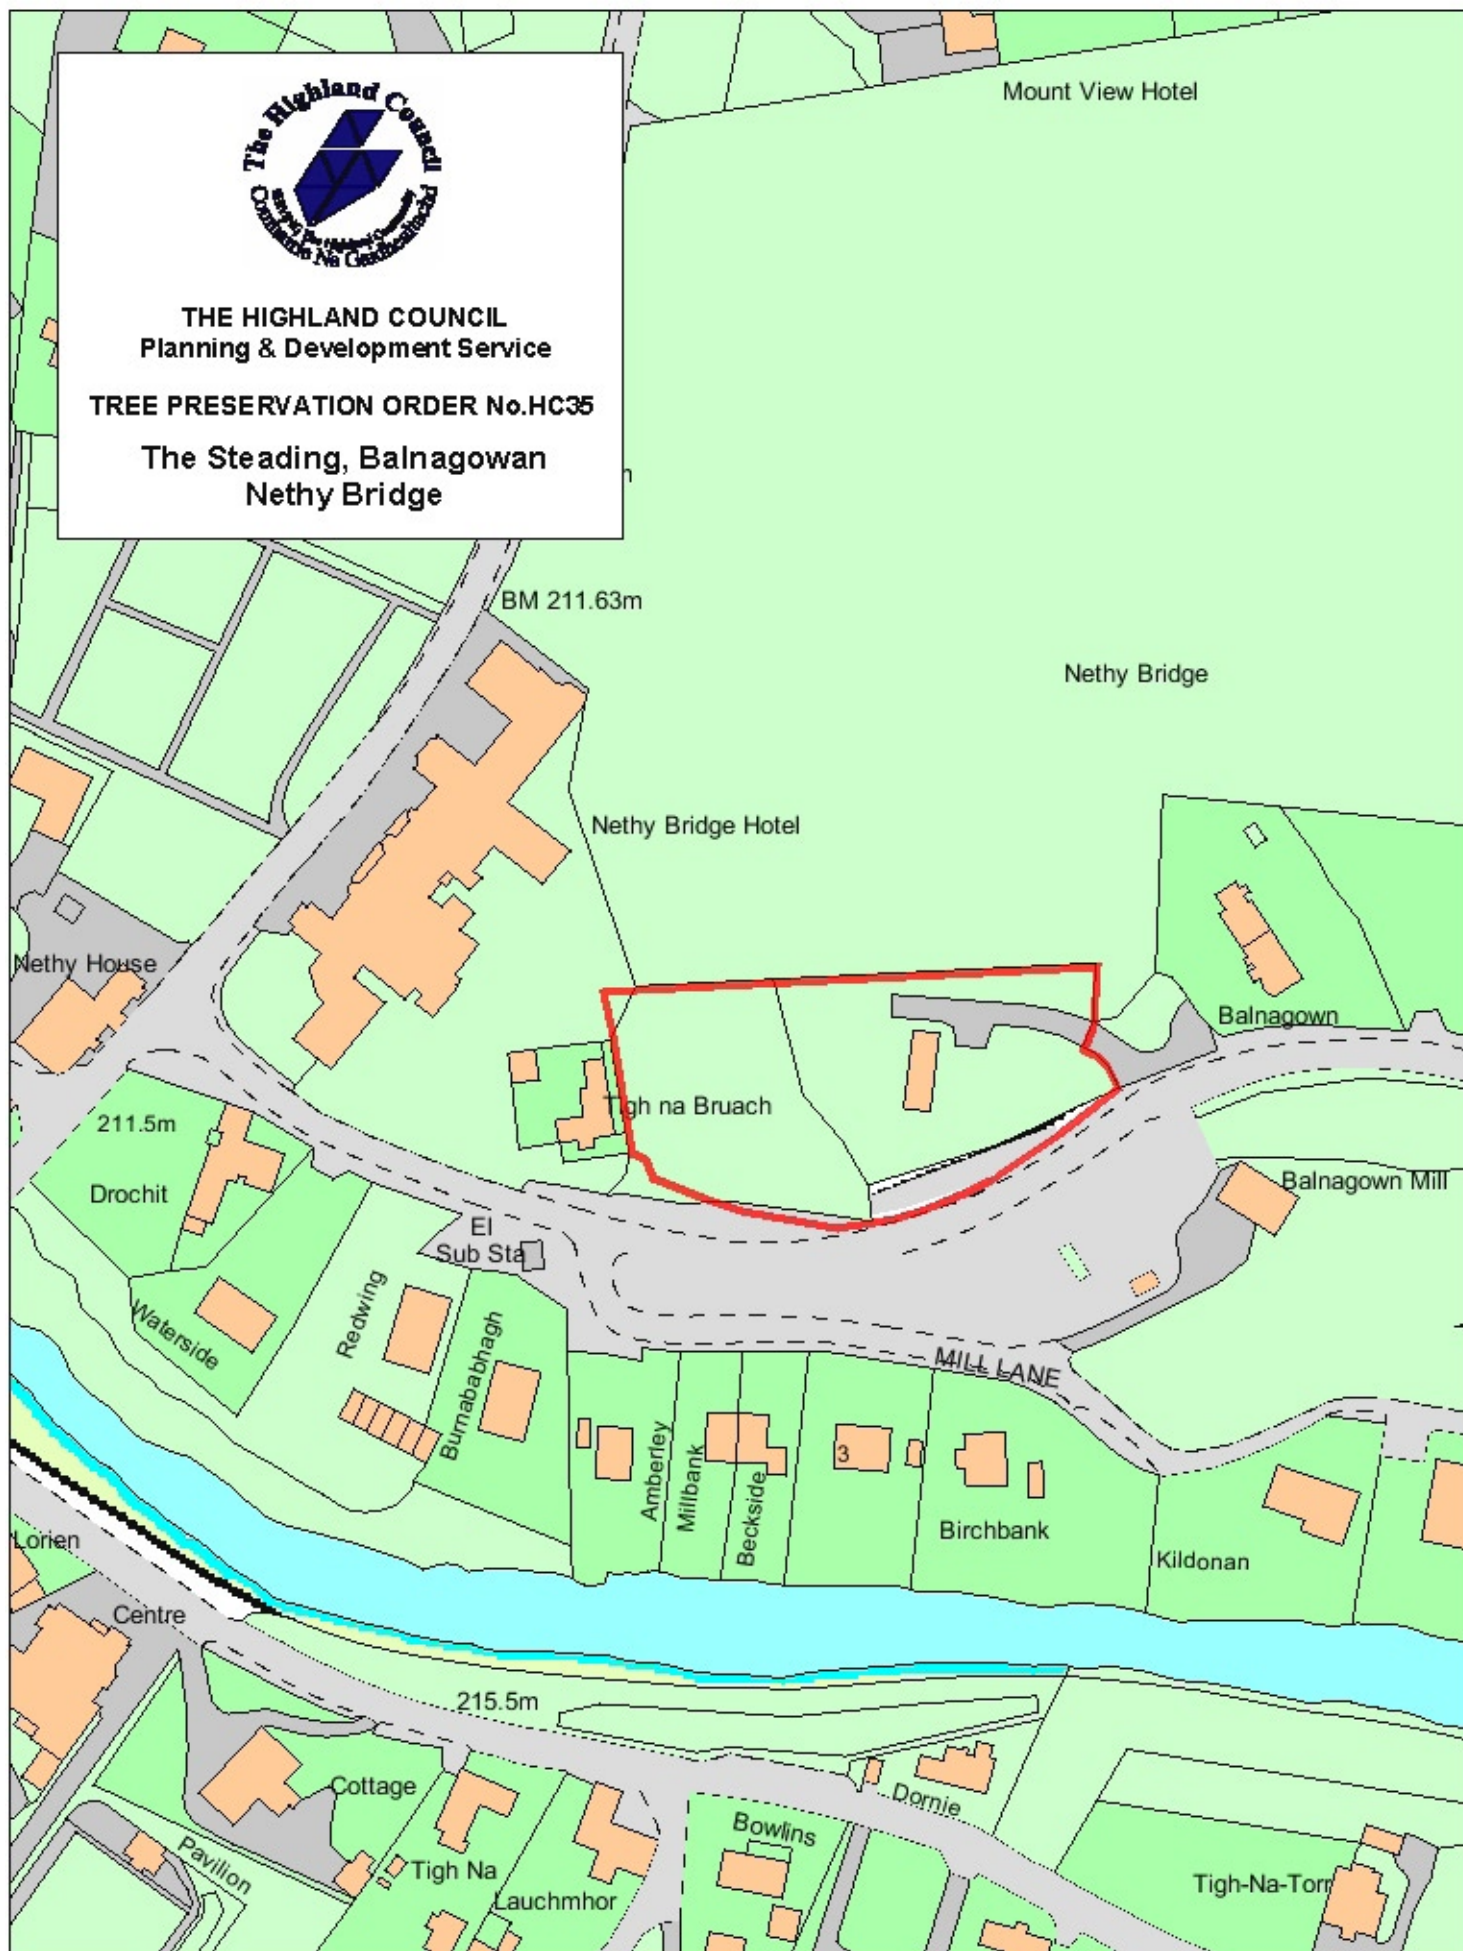 The Highland Council
Comhairle Na Gaidhealtachd
THE HIGHLAND COUNCIL
Planning & Development Service
TREE PRESERVATION ORDER No.HC35
The Steading, Balnagowan
Nethy Bridge
Mount View Hotel
BM 211.63m
Nethy Bridge
Nethy Bridge Hotel
Nethy House
Balnagown
Tigh na Bruach
211.5m
Drochit
Balnagown Mill
El
Sub Sta
Redwing
Waterside
Burnababhagh
MILL LANE
Amberley
Millbank
Beckside
3
Birchbank
Kildonan
Lorien
Centre
215.5m
Cottage
Dornie
Bowlins
Pavilion
Tigh Na
Lauchmhor
Tigh-Na-Torr